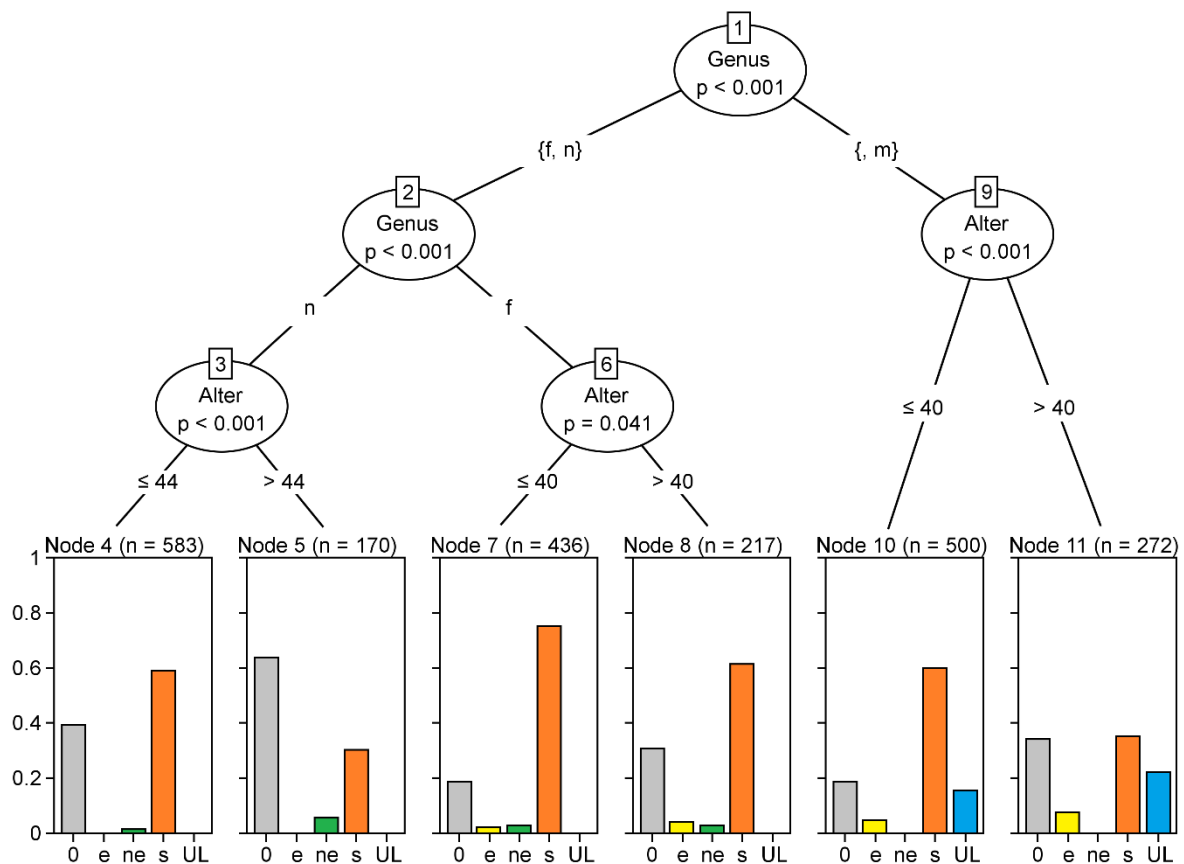 1
Genus
p < 0.001
{f, n}
{, m}
2
Genus
p < 0.001
9
Alter
p < 0.001
n
f
3
Alter
p < 0.001
6
Alter
p = 0.041
≤ 40
> 40
≤ 44
> 44
≤ 40
> 40
Node 4 (n = 583)
Node 5 (n = 170)
Node 7 (n = 436)
Node 8 (n = 217)
Node 10 (n = 500)
Node 11 (n = 272)
1
0.8
0.6
0.4
0.2
0
0 e ne s UL
0 e ne s UL
0 e ne s UL
0 e ne s UL
0 e ne s UL
0 e ne s UL